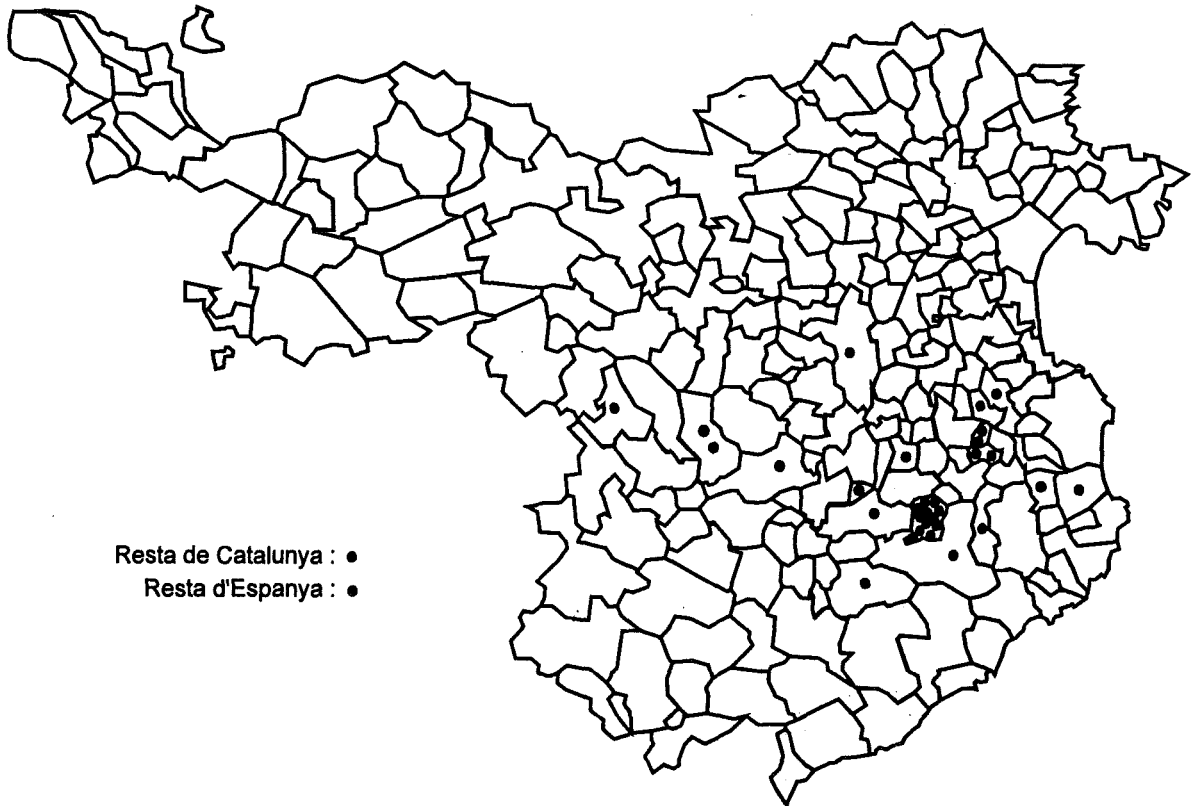 Resta de Catalunya : •
Resta d'Espanya : •